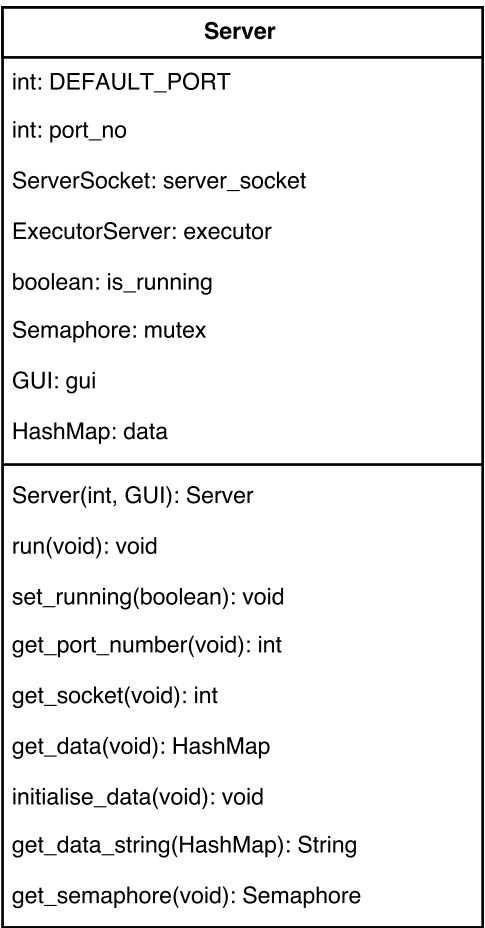 Server
int: DEFAULT_PORT
int: port_no
ServerSocket: server_socket
ExecutorServer: executor
boolean: is_running
Semaphore: mutex
GUI: gui
HashMap: data
Server(int, GUI): Server
run(void): void
set_running(boolean): void
get_port_number(void): int
get_socket(void): int
get_data(void): HashMap
initialise_data(void): void
get_data_string(HashMap): String
get_semaphore(void): Semaphore